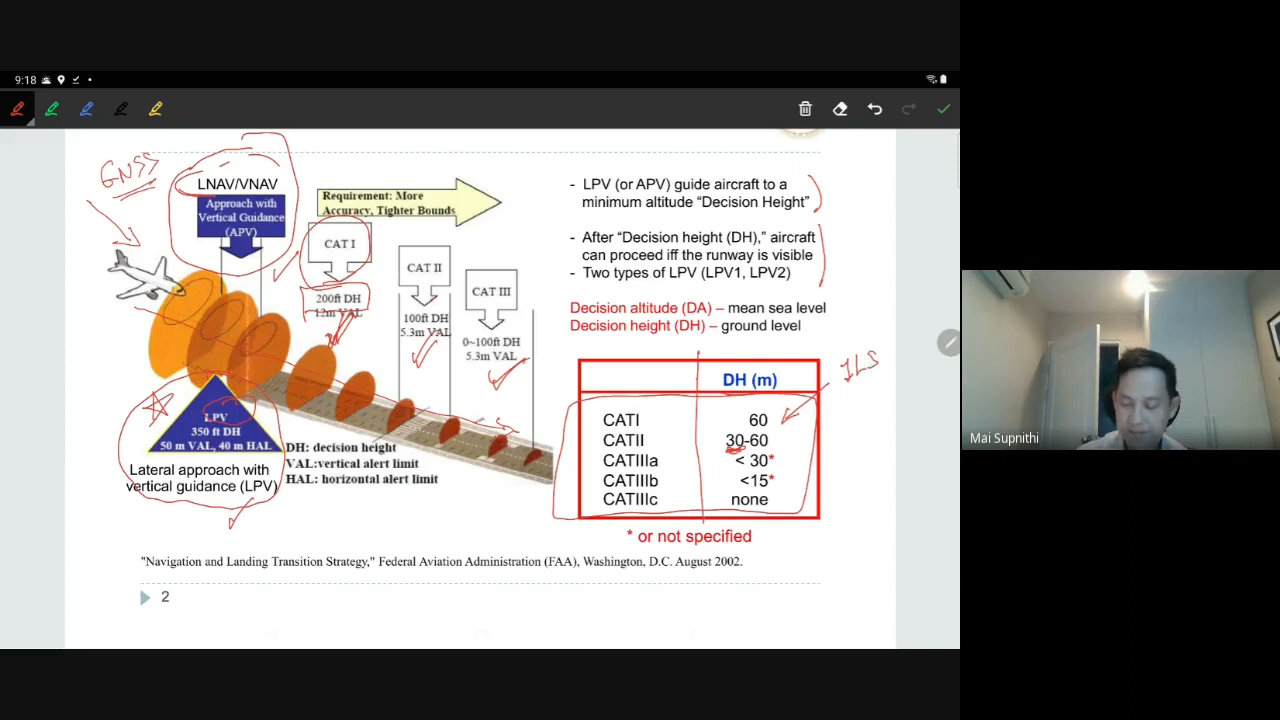 9:18
GNSS
LNAV/VNAV
Approach with
Vertical Guidance
(APV)
Requirement: More
Accuracy, Tighter Bounds
CAT I
200ft DH
12m VAL
CAT II
100ft DH
5.3m VAL
CAT III
0~100ft DH
5.3m VAL
LPV
350 ft DH
50 m VAL, 40 m HAL
Lateral approach with
vertical guidance (LPV)
DH: decision height
VAL:vertical alert limit
HAL: horizontal alert limit
- LPV (or APV) guide aircraft to a
minimum altitude “Decision Height”
- After “Decision height (DH),” aircraft
can proceed iff the runway is visible
- Two types of LPV (LPV1, LPV2)
Decision altitude (DA) – mean sea level
Decision height (DH) – ground level
ILS
DH (m)
CATI 60
CATII 30-60
CATIIIa < 30*
CATIIIb <15*
CATIIIc none
* or not specified
"Navigation and Landing Transition Strategy," Federal Aviation Administration (FAA), Washington, D.C. August 2002.
2
Mai Supnithi